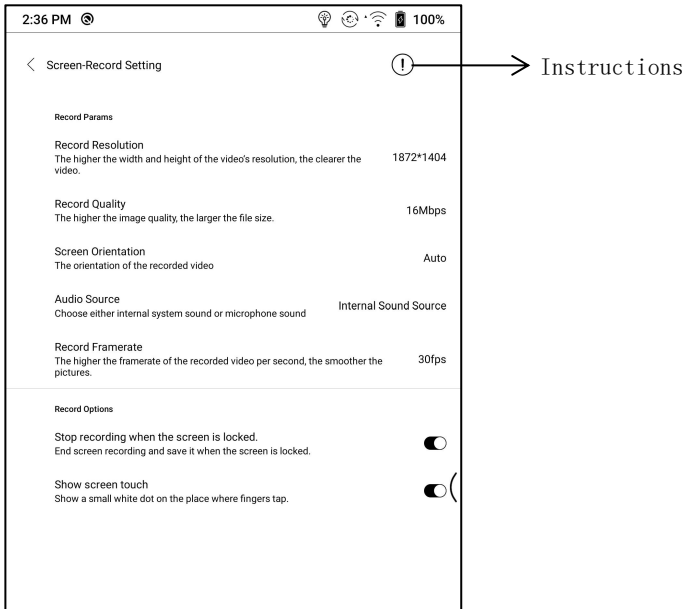 2:36 PM 100%
Screen-Record Setting
Instructions
Record Params
Record Resolution
The higher the width and height of the video's resolution, the clearer the
video.
1872*1404
Record Quality
The higher the image quality, the larger the file size.
16Mbps
Screen Orientation
The orientation of the recorded video
Auto
Audio Source
Choose either internal system sound or microphone sound
Internal Sound Source
Record Framerate
The higher the framerate of the recorded video per second, the smoother the
pictures.
30fps
Record Options
Stop recording when the screen is locked.
End screen recording and save it when the screen is locked.
Show screen touch
Show a small white dot on the place where fingers tap.